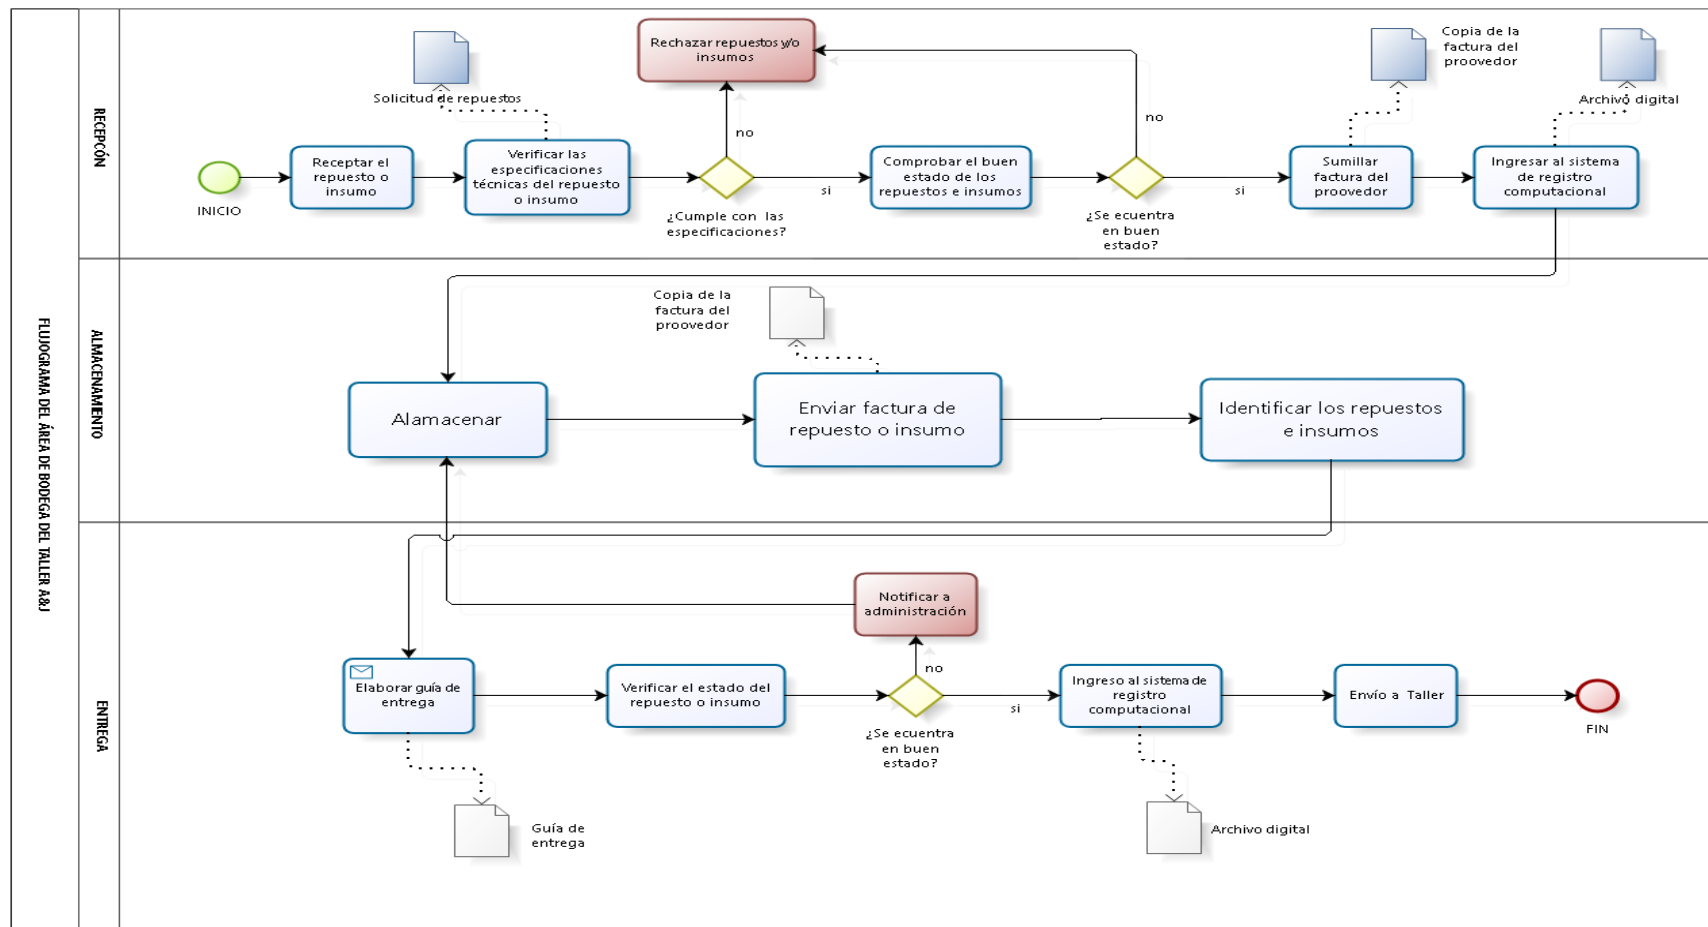 FLUJOGRAMA DEL ÁREA DE BODEGA DEL TALLER A&J
RECEPCÓN
Solicitud de repuestos
Rechazar repuestos y/o
insumos
Copia de la
factura del
proovedor
Archivo digital
INICIO
Receptar el
repuesto o
insumo
Verificar las
especificaciones
técnicas del repuesto
o insumo
no
si
¿Cumple con las
especificaciones?
Comprobar el buen
estado de los
repuestos e insumos
no
si
¿Se ecuentra
en buen
estado?
Sumillar
factura del
proovedor
Ingresar al sistema
de registro
computacional
ALMACENAMIENTO
Copia de la
factura del
proovedor
Alamacenar
Enviar factura de
repuesto o insumo
Identificar los repuestos
e insumos
ENTREGA
Notificar a
administración
Elaborar guía de
entrega
Verificar el estado del
repuesto o insumo
no
si
¿Se ecuentra
en buen
estado?
Ingreso al sistema de
registro
computacional
Envío a Taller
FIN
Guía de
entrega
Archivo digital